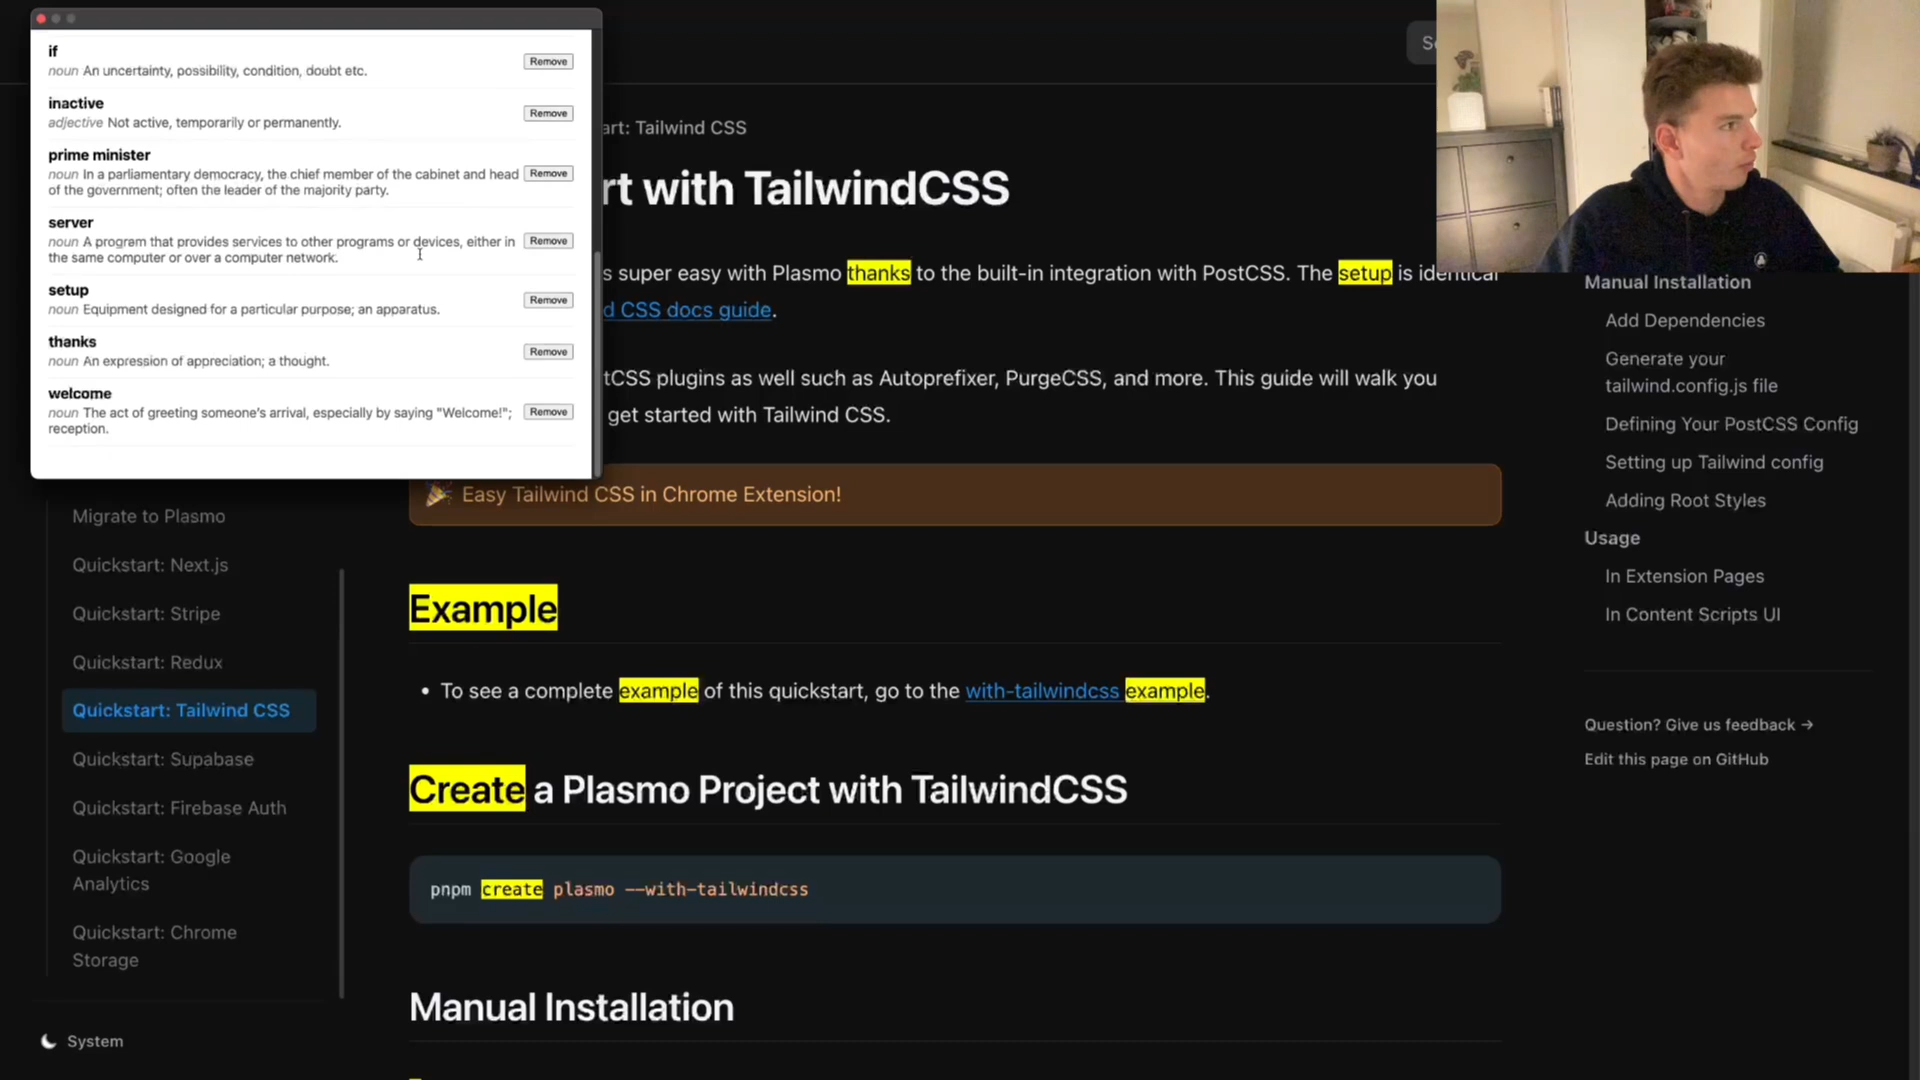 if
noun An uncertainty, possibility, condition, doubt etc.
Remove
inactive
adjective Not active, temporarily or permanently.
Remove
prime minister
noun In a parliamentary democracy, the chief member of the cabinet and head
of the government; often the leader of the majority party.
Remove
server
noun A program that provides services to other programs or devices, either in
the same computer or over a computer network.
Remove
setup
noun Equipment designed for a particular purpose; an apparatus.
Remove
thanks
noun An expression of appreciation; a thought.
Remove
welcome
noun The act of greeting someone's arrival, especially by saying "Welcome!";
reception.
Remove
Migrate to Plasmo
Quickstart: Next.js
Quickstart: Stripe
Quickstart: Redux
Quickstart: Tailwind CSS
Quickstart: Supabase
Quickstart: Firebase Auth
Quickstart: Google
Analytics
Quickstart: Chrome
Storage
System
art: Tailwind CSS
rt with TailwindCSS
s super easy with Plasmo thanks to the built-in integration with PostCSS. The setup is identical
d CSS docs guide.
tCSS plugins as well such as Autoprefixer, PurgeCSS, and more. This guide will walk you
get started with Tailwind CSS.
Easy Tailwind CSS in Chrome Extension!
Example
• To see a complete example of this quickstart, go to the with-tailwindcss example.
Create a Plasmo Project with TailwindCSS
pnpm create plasmo --with-tailwindcss
Manual Installation
Manual Installation
Add Dependencies
Generate your
tailwind.config.js file
Defining Your PostCSS Config
Setting up Tailwind config
Adding Root Styles
Usage
In Extension Pages
In Content Scripts UI
Question? Give us feedback →
Edit this page on GitHub